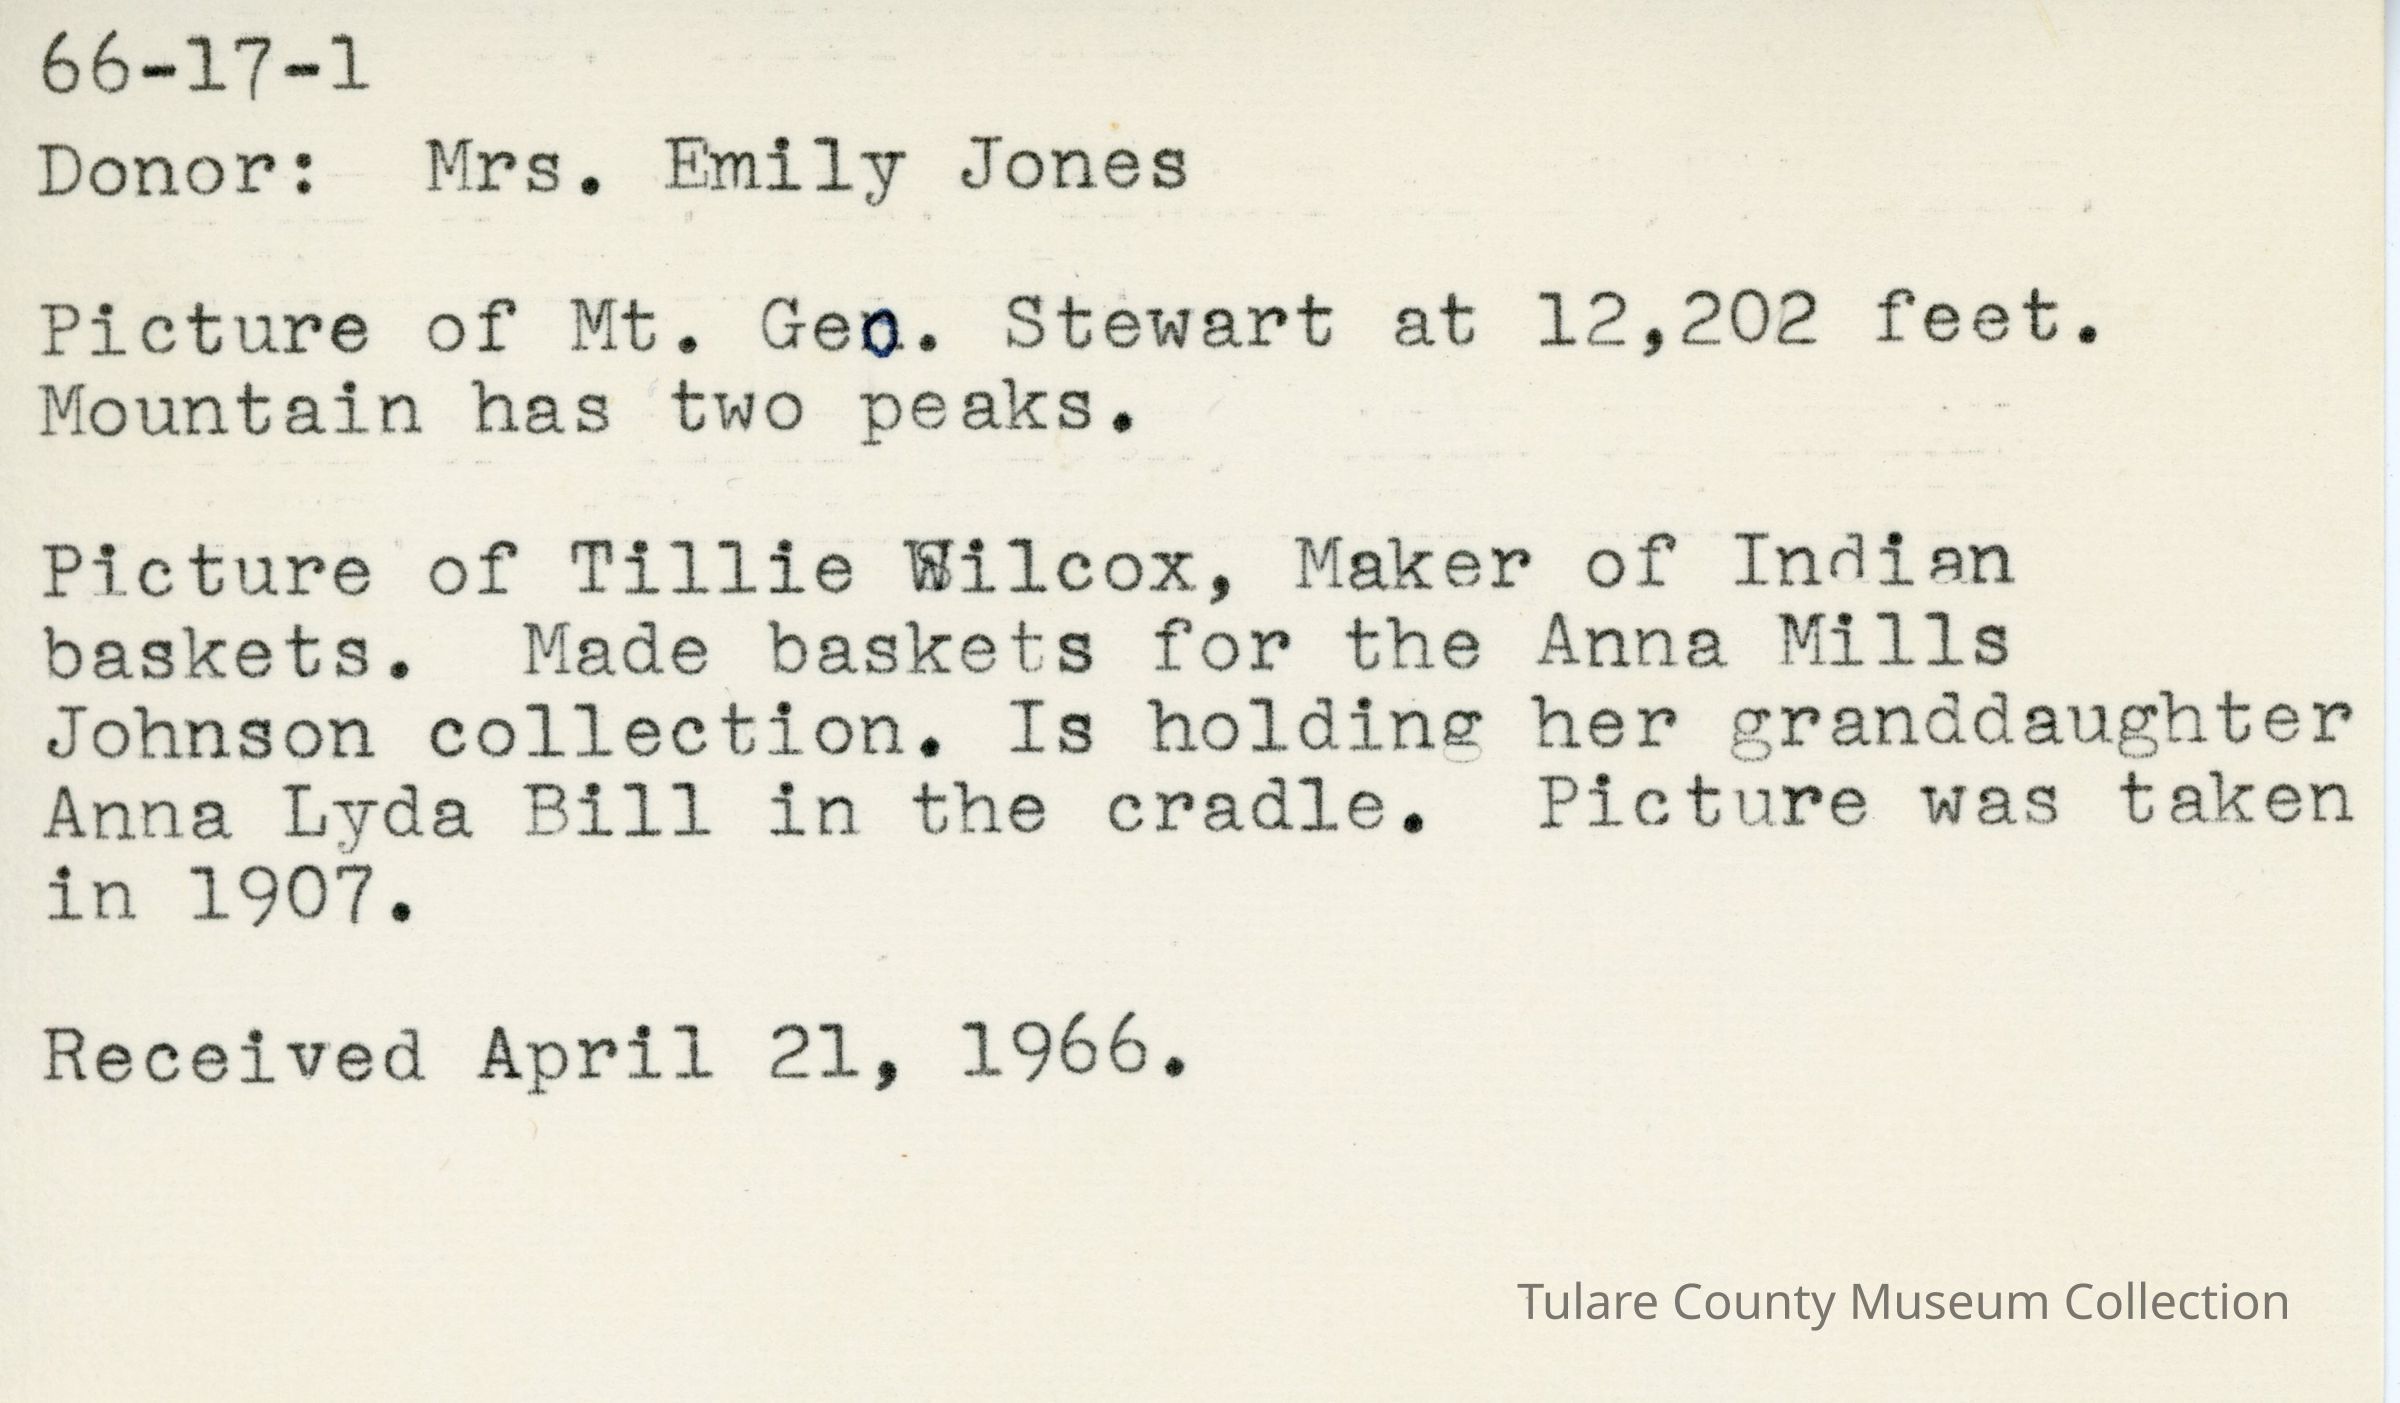 66-17-1
Donor: Mrs. Emily Jones
Picture of Mt. Geo. Stewart at 12,202 feet.
Mountain has two peaks.
Picture of Tillie Wilcox, Maker of Indian
baskets. Made baskets for the Anna Mills
Johnson collection. Is holding her granddaughter
Anna Lyda Bill in the cradle. Picture was taken
in 1907.
Received April 21, 1966.
Tulare County Museum Collection